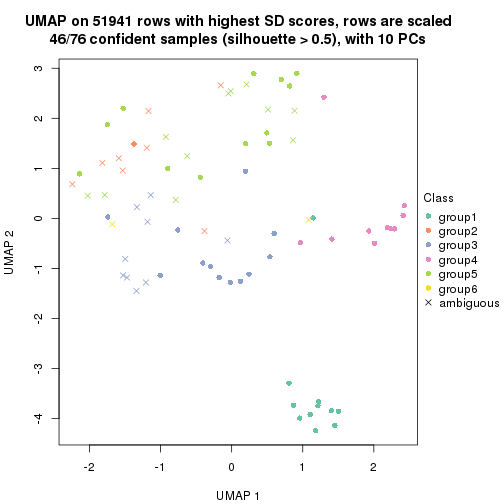 UMAP on 51941 rows with highest SD scores, rows are scaled
46/76 confident samples (silhouette > 0.5), with 10 PCs
3
2
1
0
-1
-2
-3
-4
UMAP 2
-2
-1
0
1
2
UMAP 1
Class
group1
group2
group3
group4
group5
group6
ambiguous